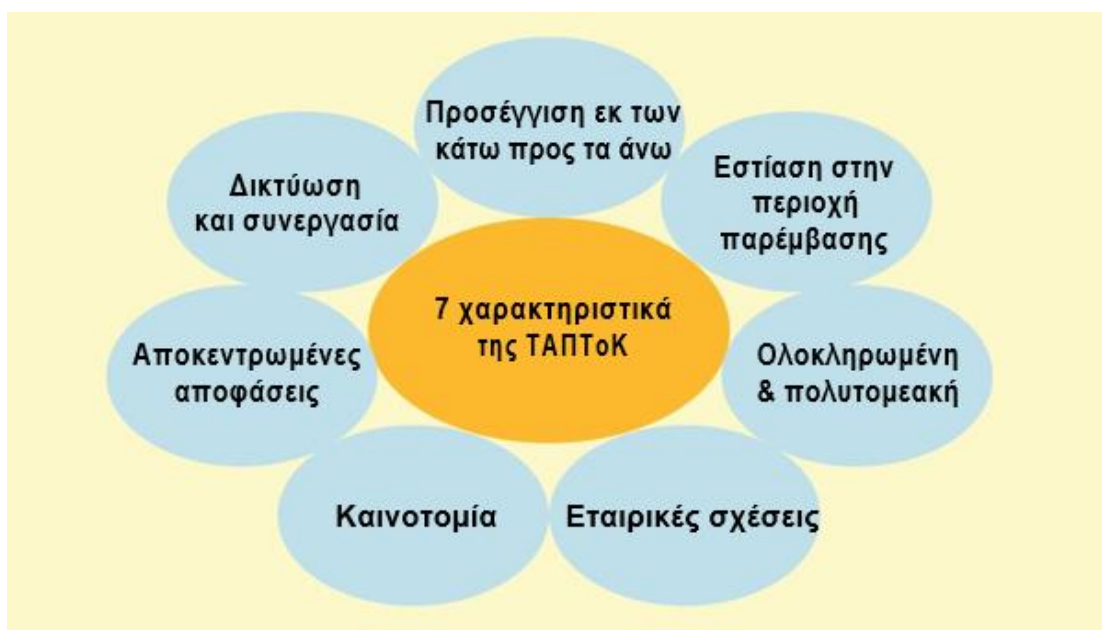 Προσέγγιση εκ των
κάτω προς τα άνω
Εστίαση στην
περιοχή
παρέμβασης
Ολοκληρωμένη
& πολυτομεακή
Εταιρικές σχέσεις
Καινοτομία
Αποκεντρωμένες
αποφάσεις
Δικτύωση
και συνεργασία
7 χαρακτηριστικά
της ΤΑΠΤοΚ